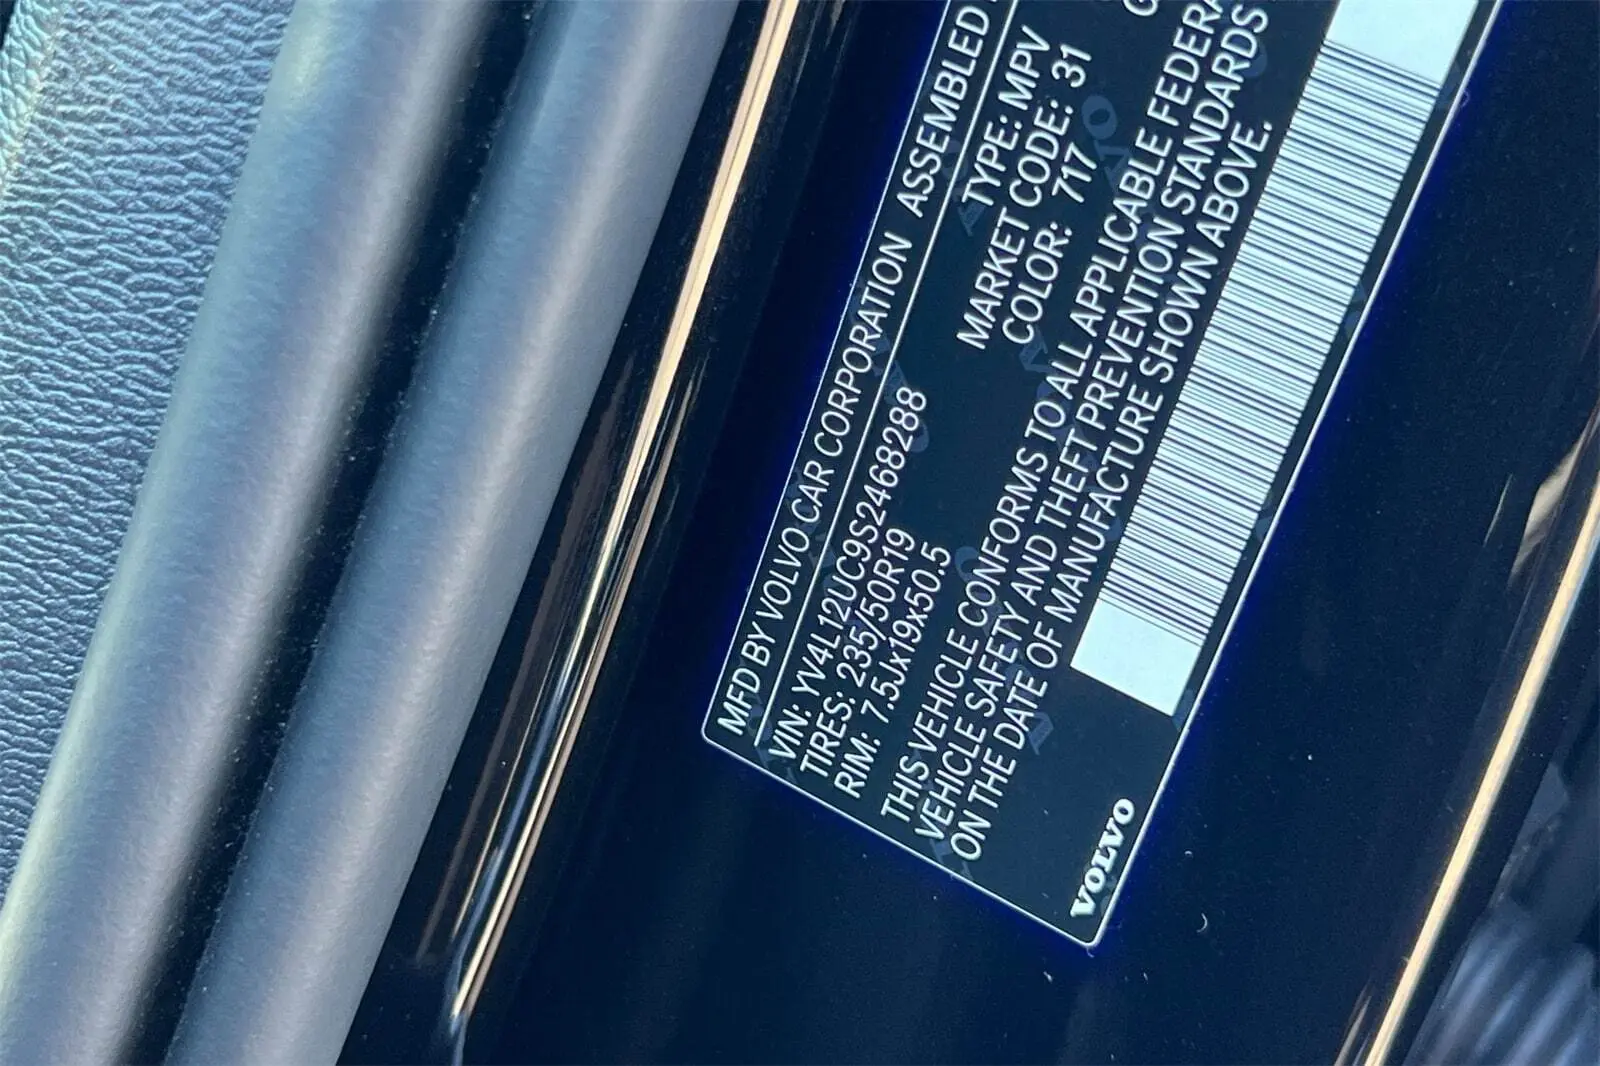 MFD BY VOLVO CAR CORPORATION ASSEMBLED
VIN: YV4L12UC9S2468288 TYPE: MPV
TIRES: 235/50R19 MARKET CODE: 31
RIM: 7.5Jx19x50.5 COLOR: 717
THIS VEHICLE CONFORMS TO ALL APPLICABLE FEDERA
VEHICLE SAFETY AND THEFT PREVENTION STANDARDS
ON THE DATE OF MANUFACTURE SHOWN ABOVE.
VOLVO